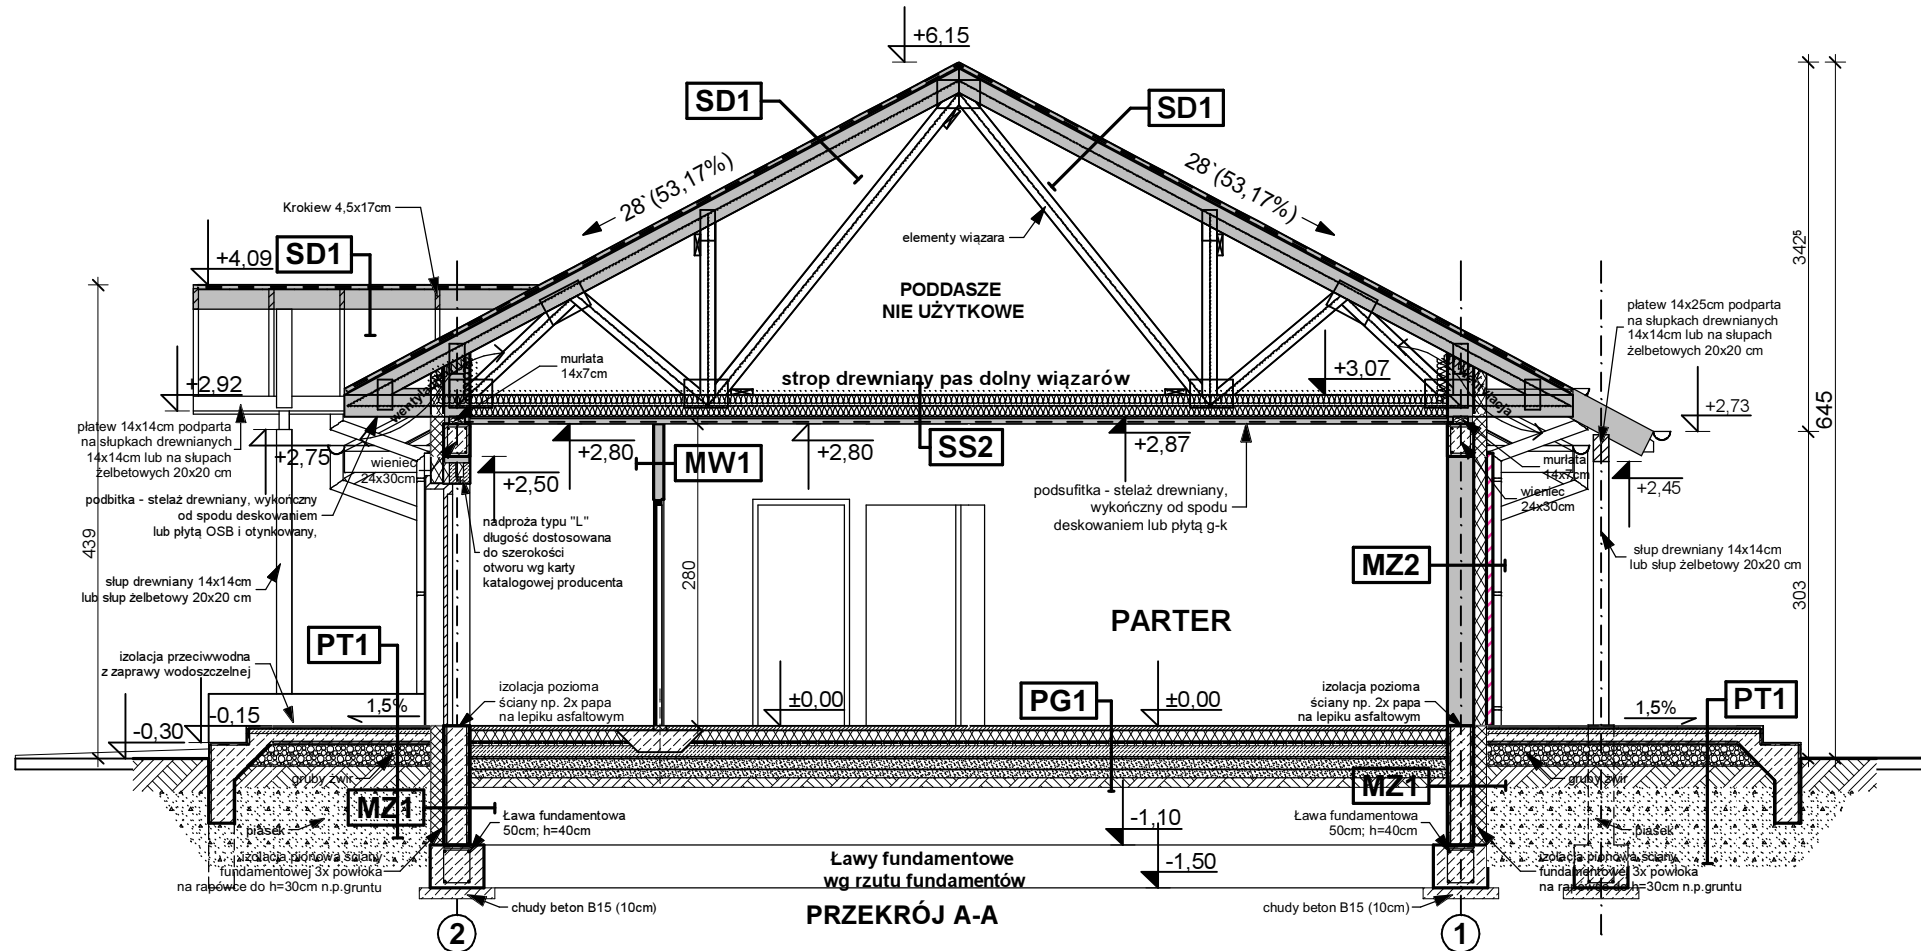 +6,15
SD1
SD1
28`(53,17%)
28`(53,17%)
Krokiew 4,5x17cm
elementy wiązara
SD1
+4,09
PODDASZE
NIE UŻYTKOWE
342⁵
645
płatew 14x25cm podparta
na słupkach drewnianych
14x14cm lub na słupach
żelbetowych 20x20 cm
murłata
14x7cm
strop drewniany pas dolny wiązarów
+3,07
+2,92
+2,73
płatew 14x14cm podparta
na słupkach drewnianych
14x14cm lub na słupach
żelbetowych 20x20 cm
+2,75
wieniec
24x30cm
+2,50
+2,80
MW1
+2,80
SS2
+2,87
murłata
14x7cm
wieniec
24x30cm
+2,45
podbitka - stelaż drewniany, wykończny
od spodu deskowaniem
lub płytą OSB i otynkowany,
nadproża typu "L"
długość dostosowana
do szerokości
otworu wg karty
katalogowej producenta
podsufitka - stelaż drewniany,
wykończny od spodu
deskowaniem lub płytą g-k
439
280
303
MZ2
słup drewniany 14x14cm
lub słup żelbetowy 20x20 cm
słup drewniany 14x14cm
lub słup żelbetowy 20x20 cm
PARTER
PT1
izolacja przeciwwodna
z zaprawy wodoszczelnej
izolacja pozioma
ściany np. 2x papa
na lepiku asfaltowym
±0,00
PG1
±0,00
izolacja pozioma
ściany np. 2x papa
na lepiku asfaltowym
PT1
-0,30
-0,15
1,5%
1,5%
gruby żwir
gruby żwir
MZ1
MZ1
piasek
piasek
Ława fundamentowa
50cm; h=40cm
-1,10
Ława fundamentowa
50cm; h=40cm
izolacja pionowa ściany
fundamentowej 3x powłoka
na rapówce do h=30cm n.p.gruntu
Ławy fundamentowe
wg rzutu fundamentów
-1,50
izolacja pionowa ściany
fundamentowej 3x powłoka
na rapówce do h=30cm n.p.gruntu
chudy beton B15 (10cm)
PRZEKRÓJ A-A
chudy beton B15 (10cm)
2
1